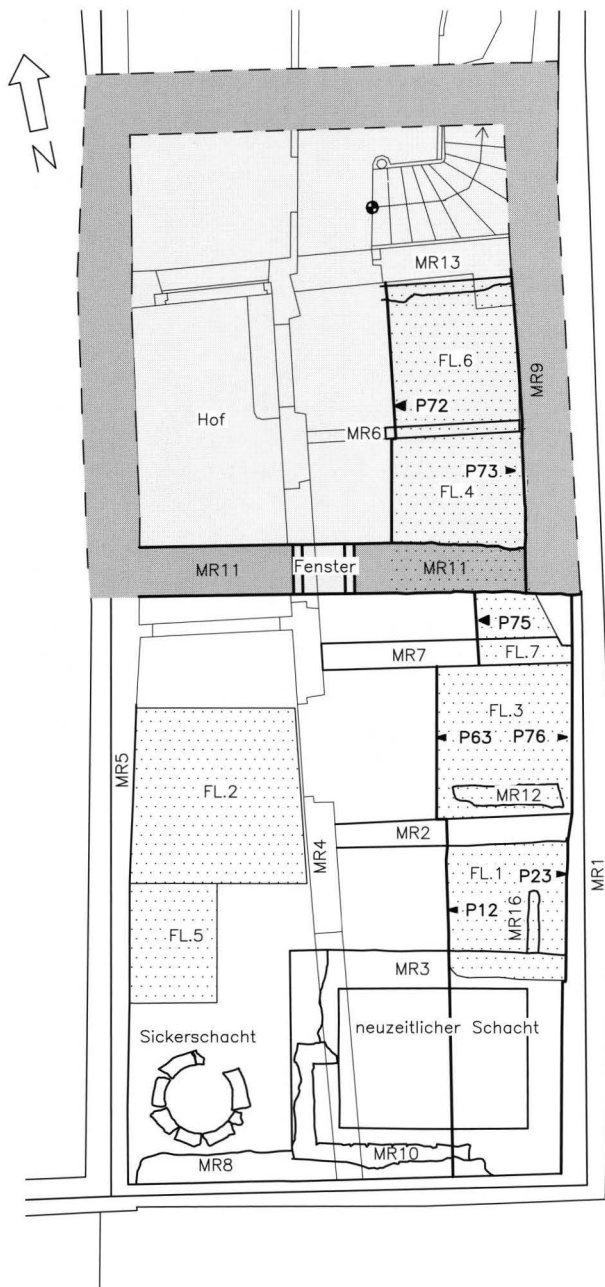 N
MR13
FL.6
MR9
P72
Hof
MR6
P73
FL.4
MR11
Fenster
MR11
P75
MR7
FL.7
FL.3
P63
P76
MR5
FL.2
MR12
MR2
MR4
FL.1
P23
MR1
P12
MR16
FL.5
MR3
Sickerschacht
neuzeitlicher Schacht
MR8
MR10